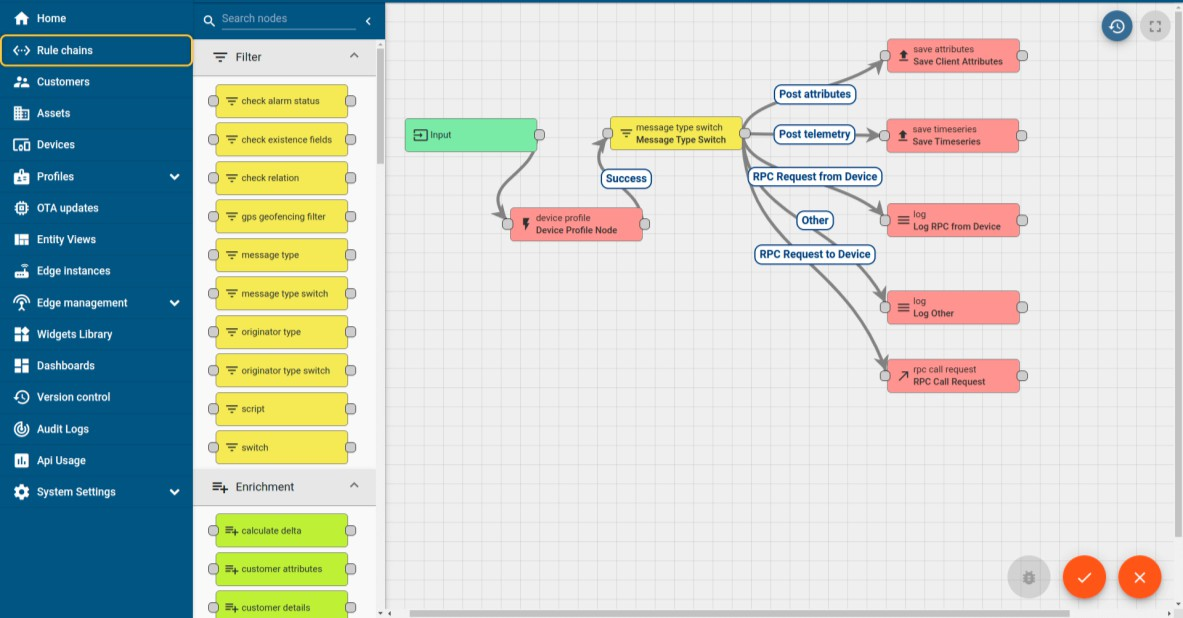 Home
Rule chains
Customers
Assets
Devices
Profiles
OTA updates
Entity Views
Edge instances
Edge management
Widgets Library
Dashboards
Version control
Audit Logs
Api Usage
System Settings
Search nodes
Filter
check alarm status
check existence fields
check relation
gps geofencing filter
message type
message type switch
originator type
originator type switch
script
switch
Enrichment
calculate delta
customer attributes
customer details
Input
device profile
Device Profile Node
Success
message type switch
Message Type Switch
Post attributes
Post telemetry
RPC Request from Device
Other
RPC Request to Device
save attributes
Save Client Attributes
save timeseries
Save Timeseries
log
Log RPC from Device
log
Log Other
rpc call request
RPC Call Request